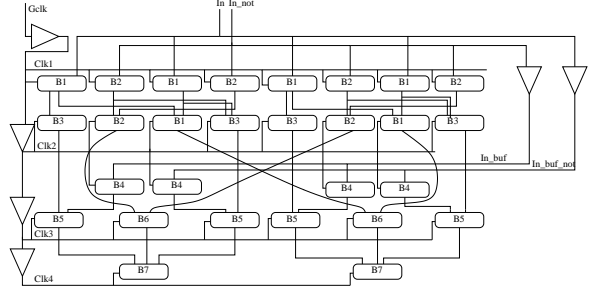 Gclk In In_not
Clk1
B1 B2 B1 B2 B1 B2 B1 B2
B3 B2 B1 B3 B3 B2 B1 B3
Clk2
In_buf
In_buf_not
B4 B4 B4 B4
B5 B6 B5 B5 B6 B5
Clk3
B7 B7
Clk4